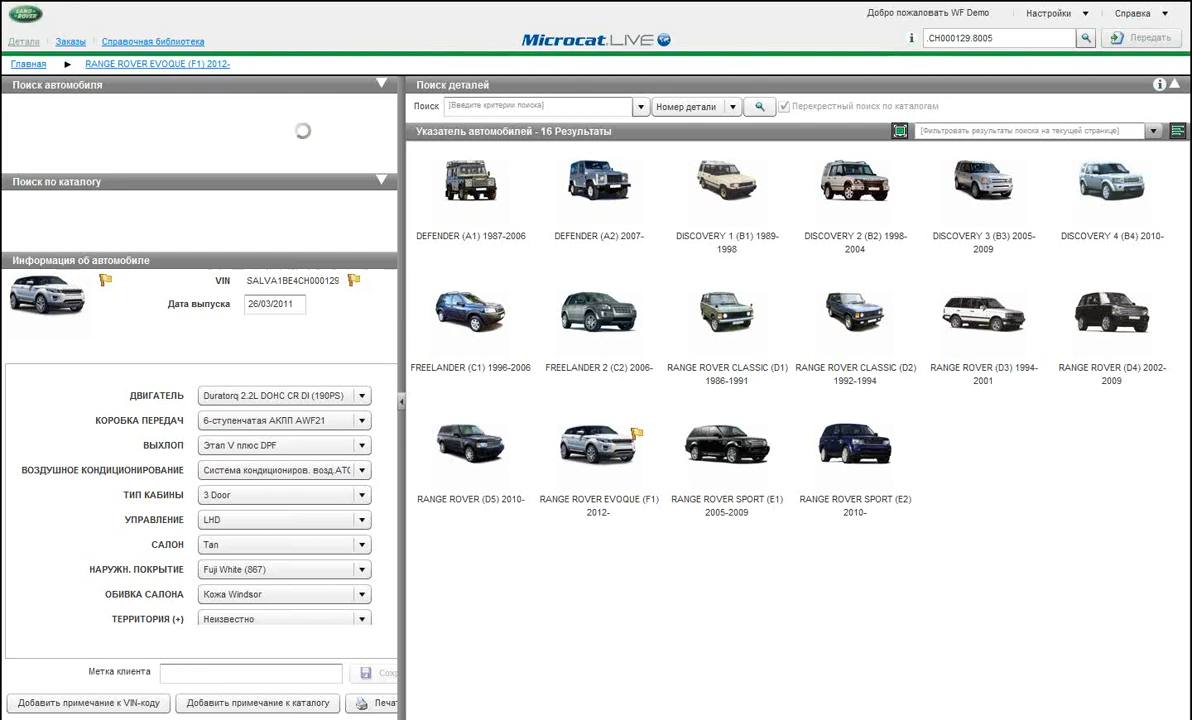 LAND-
ROVER
Добро пожаловать WF Demo
Настройки
Справка
Детали
Заказы
Справочная библиотека
Microcat.LIVE
.CH000129.8005
Передать
Главная
RANGE ROVER EVOQUE (F1) 2012-
Поиск автомобиля
Поиск деталей
Поиск
[Введите критерии поиска]
Номер детали
Перекрестный поиск по каталогам
Указатель автомобилей - 16 Результаты
[Фильтровать результаты поиска на текущей странице]
Поиск по каталогу
Информация об автомобиле
VIN
SALVA1BE4CH000129
Дата выпуска
26/03/2011
ДВИГАТЕЛЬ
Duratorq 2.2L DOHC CR DI (190PS)
КОРОБКА ПЕРЕДАЧ
6-ступенчатая АКПП AWF21
ВЫХЛОП
Этап V плюс DPF
ВОЗДУШНОЕ КОНДИЦИОНИРОВАНИЕ
Система кондициониров. возд.ATC
ТИП КАБИНЫ
3 Door
УПРАВЛЕНИЕ
LHD
САЛОН
Tan
НАРУЖН. ПОКРЫТИЕ
Fuji White (867)
ОБИВКА САЛОНА
Кожа Windsor
ТЕРРИТОРИЯ (+)
Неизвестно
Метка клиента
Сохр
Добавить примечание к VIN-коду
Добавить примечание к каталогу
Печат
DEFENDER (A1) 1987-2006
DEFENDER (A2) 2007-
DISCOVERY 1 (B1) 1989-
1998
DISCOVERY 2 (B2) 1998-
2004
DISCOVERY 3 (B3) 2005-
2009
DISCOVERY 4 (B4) 2010-
FREELANDER (C1) 1996-2006
FREELANDER 2 (C2) 2006-
RANGE ROVER CLASSIC (D1)
1986-1991
RANGE ROVER CLASSIC (D2)
1992-1994
RANGE ROVER (D3) 1994-
2001
RANGE ROVER (D4) 2002-
2009
RANGE ROVER (D5) 2010-
RANGE ROVER EVOQUE (F1)
2012-
RANGE ROVER SPORT (E1)
2005-2009
RANGE ROVER SPORT (E2)
2010-